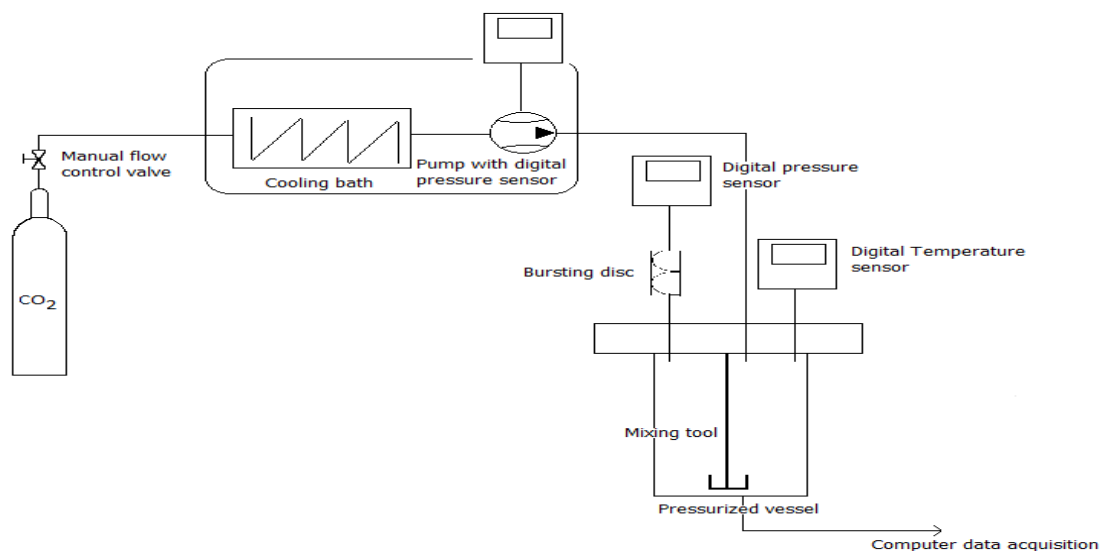 Manual flow
control valve
Cooling bath
Pump with digital
pressure sensor
Digital pressure
sensor
Bursting disc
Digital Temperature
sensor
CO2
Mixing tool
Pressurized vessel
Computer data acquisition